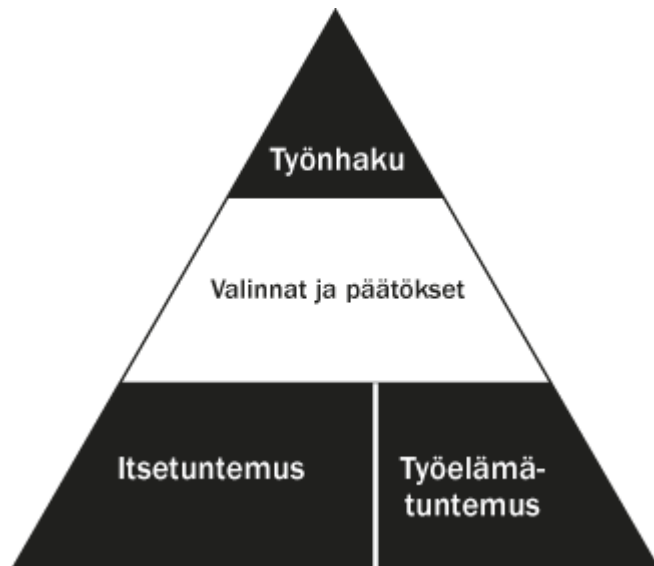 Työnhaku
Valinnat ja päätökset
Itsetuntemus
Työelämä-
tuntemus